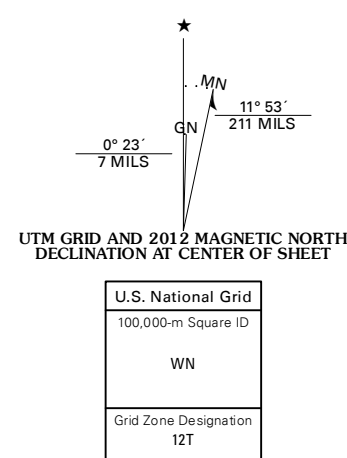 ★
MN
GN
11° 53´
211 MILS
0° 23´
7 MILS
UTM GRID AND 2012 MAGNETIC NORTH
DECLINATION AT CENTER OF SHEET
U.S. National Grid
100,000-m Square ID
WN
Grid Zone Designation
12T